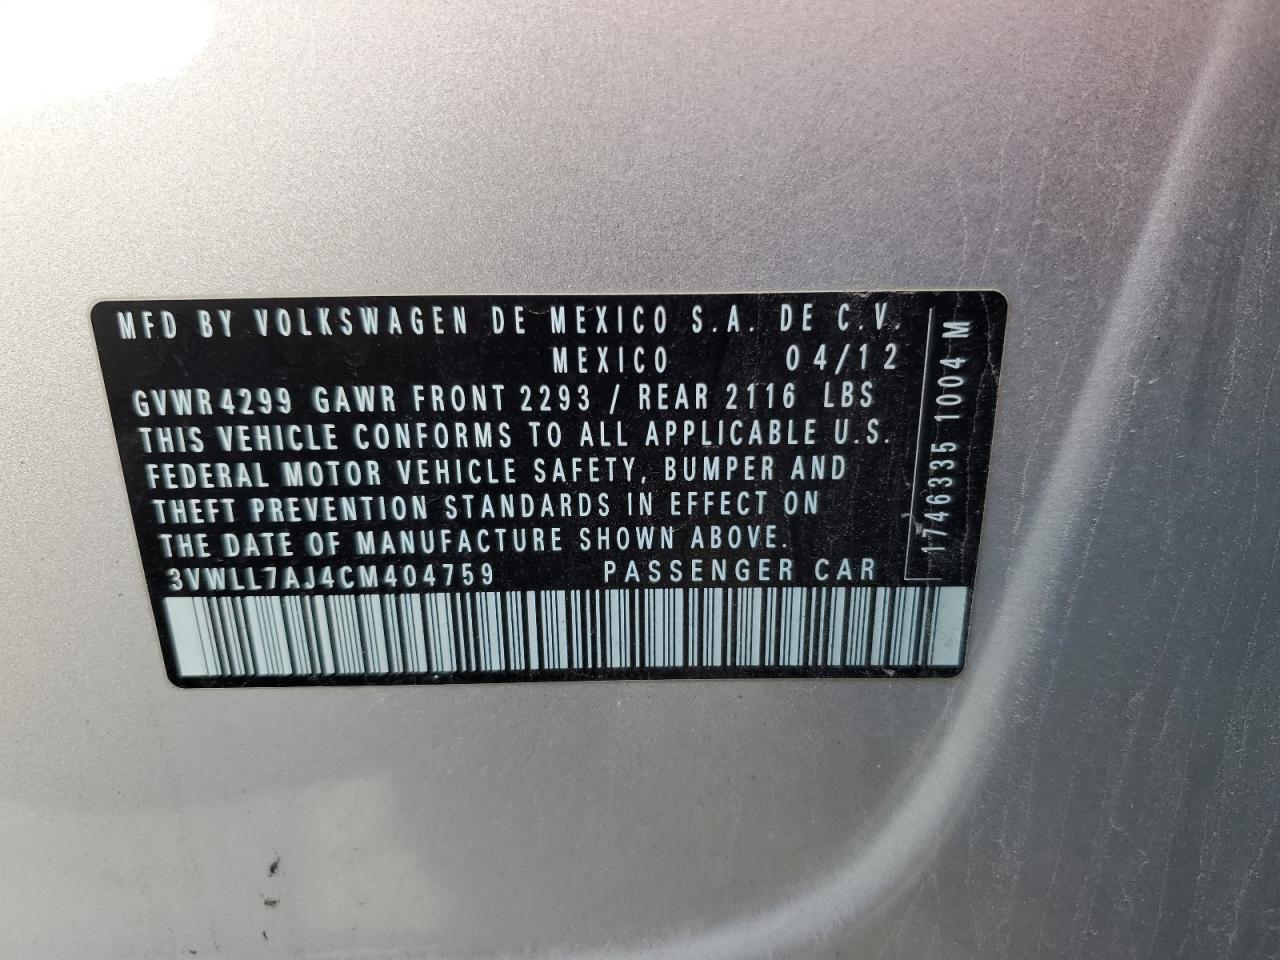 MFD BY VOLKSWAGEN DE MEXICO S.A. DE C.V.
MEXICO 04/12
GVWR 4299 GAWR FRONT 2293 / REAR 2116 LBS
THIS VEHICLE CONFORMS TO ALL APPLICABLE U.S.
FEDERAL MOTOR VEHICLE SAFETY, BUMPER AND
THEFT PREVENTION STANDARDS IN EFFECT ON
THE DATE OF MANUFACTURE SHOWN ABOVE.
3VWLL7AJ4CM404759 PASSENGER CAR
1746335 1004 M